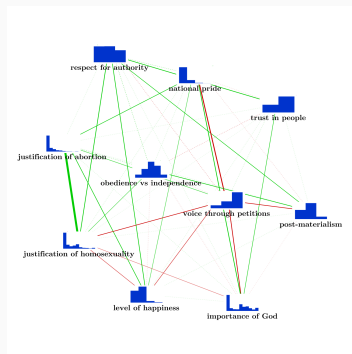 respect for authority
national pride
trust in people
justification of abortion
obedience vs independence
voice through petitions
post-materialism
justification of homosexuality
level of happiness
importance of God